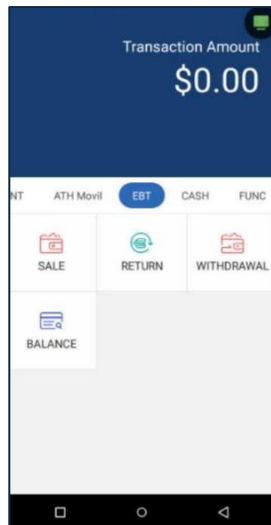 Transaction Amount
$0.00
NT ATH Movil EBT CASH FUNC
SALE RETURN WITHDRAWAL
BALANCE